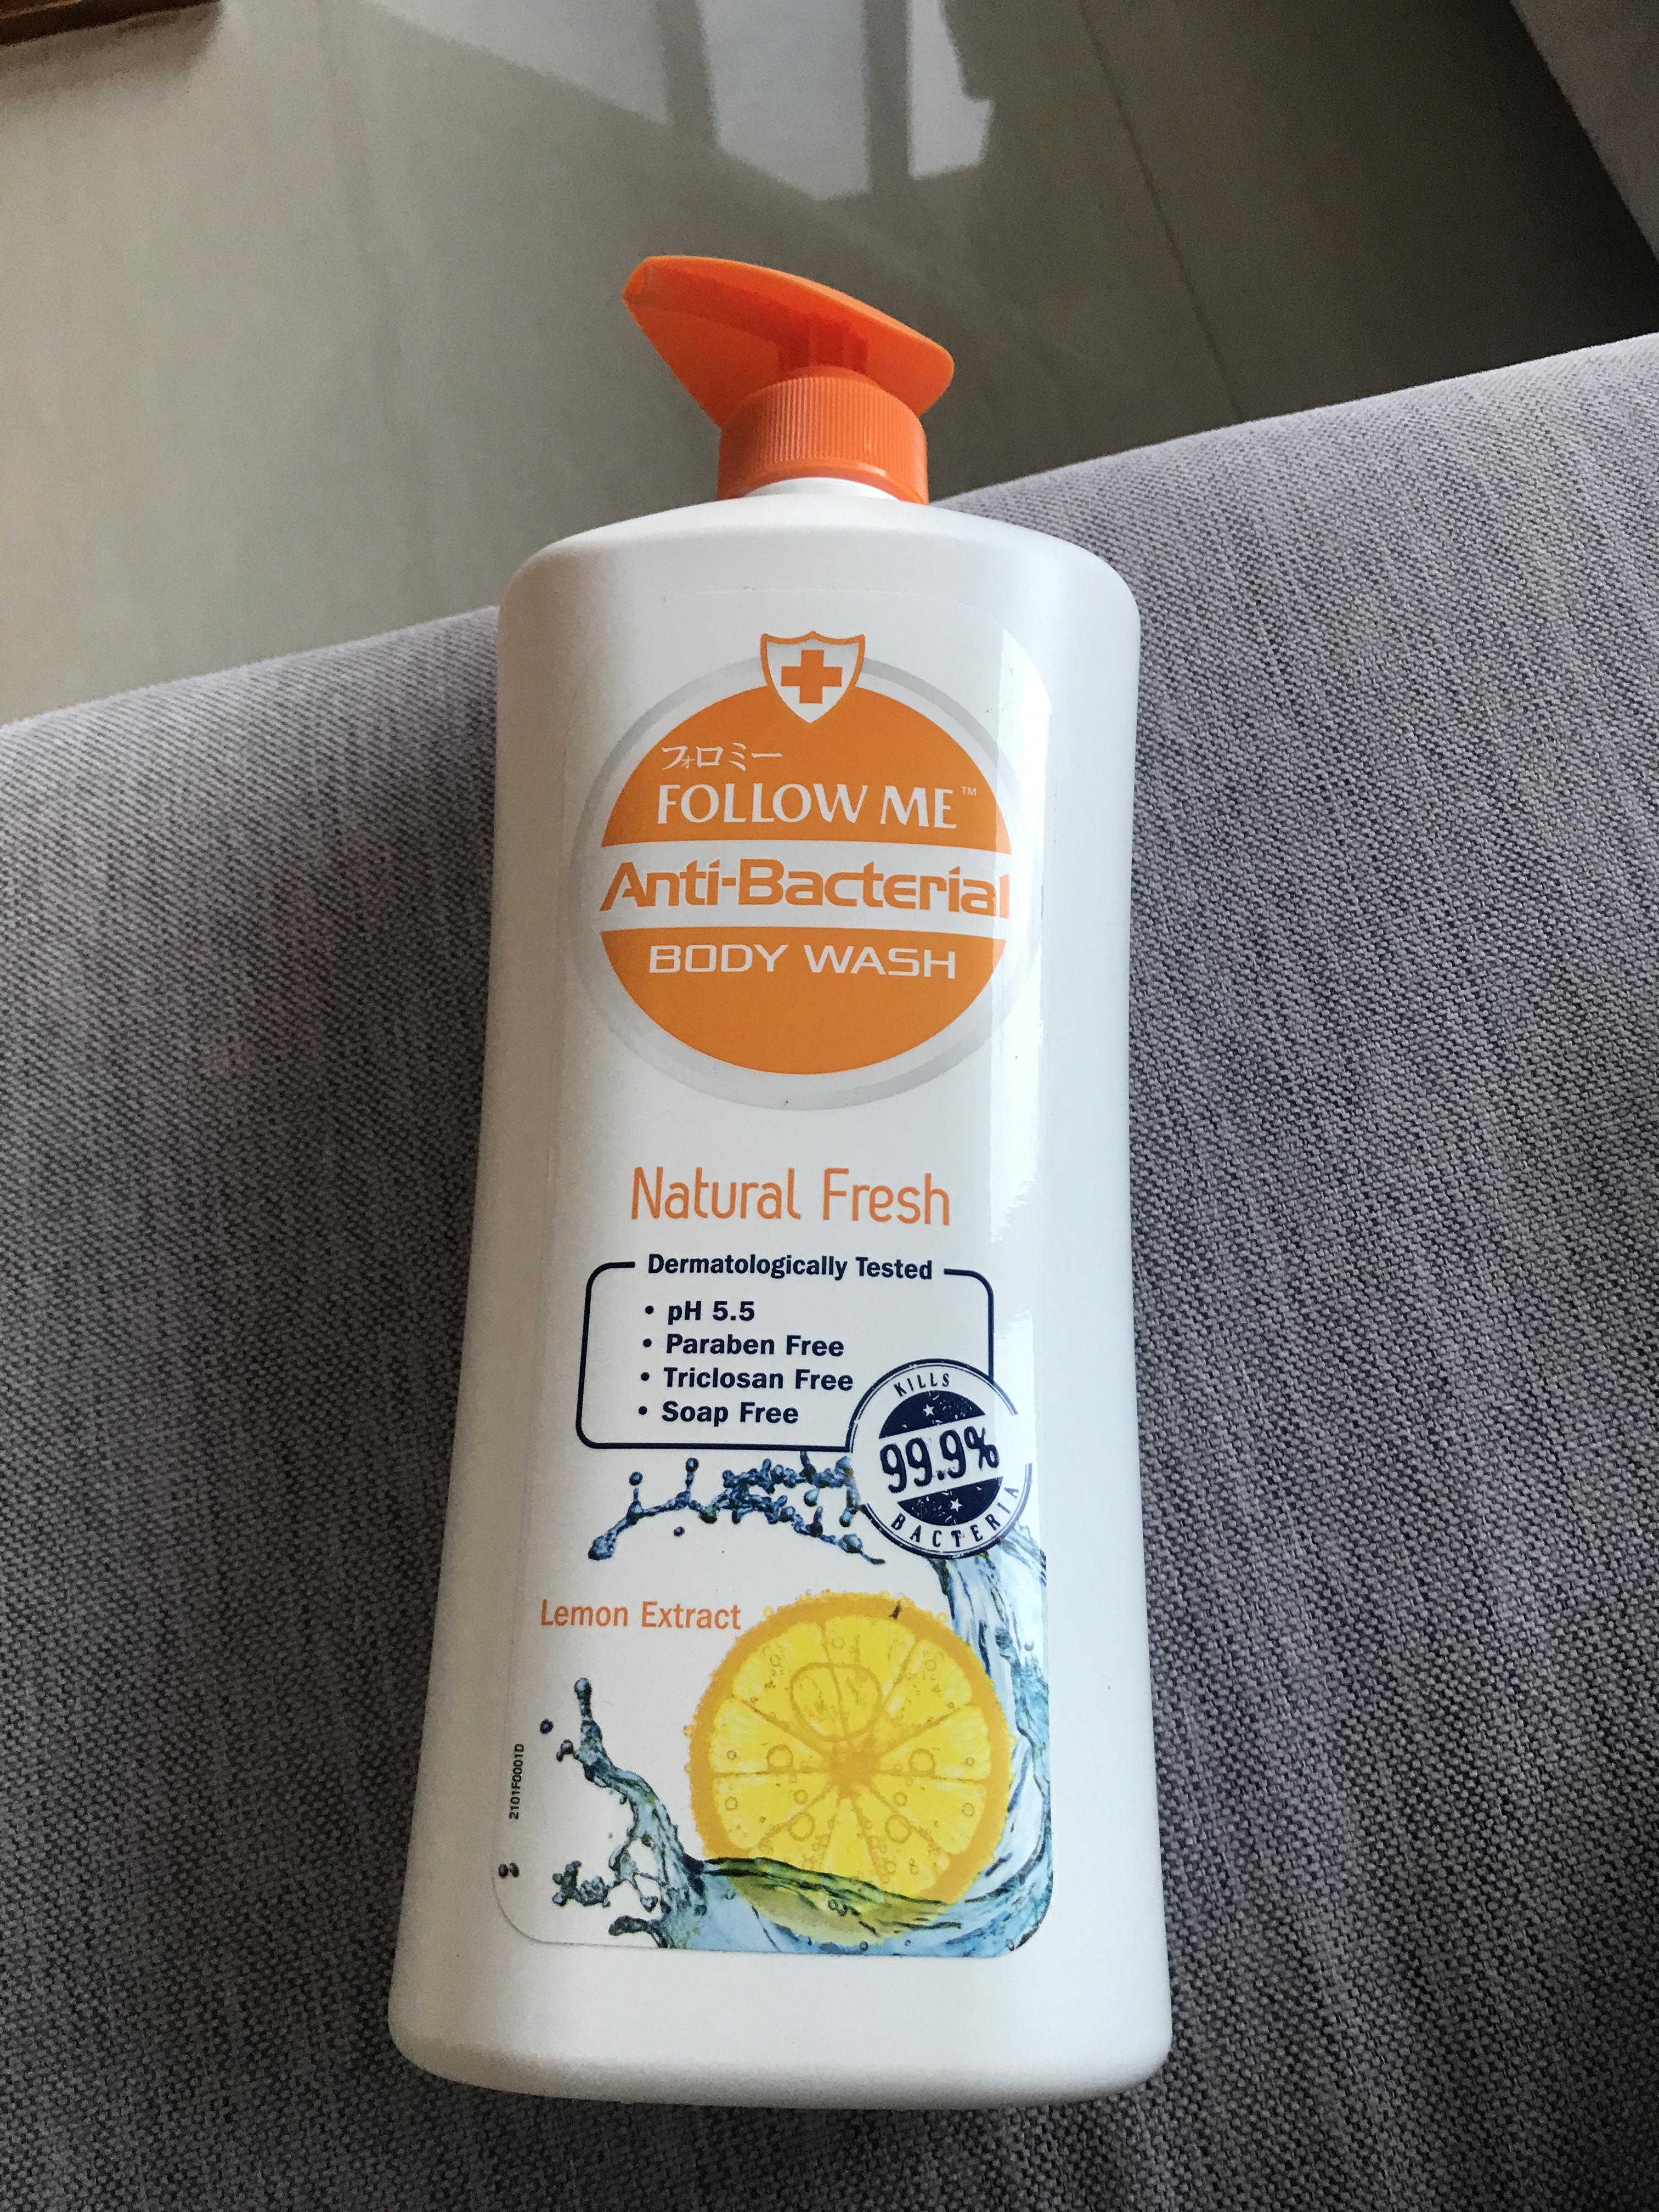 フォロミー
FOLLOW ME™
Anti-Bacterial
BODY WASH
Natural Fresh
Dermatologically Tested
• pH 5.5
• Paraben Free
• Triclosan Free
• Soap Free
KILLS
99.9%
BACTERIA
Lemon Extract
2101F0001D